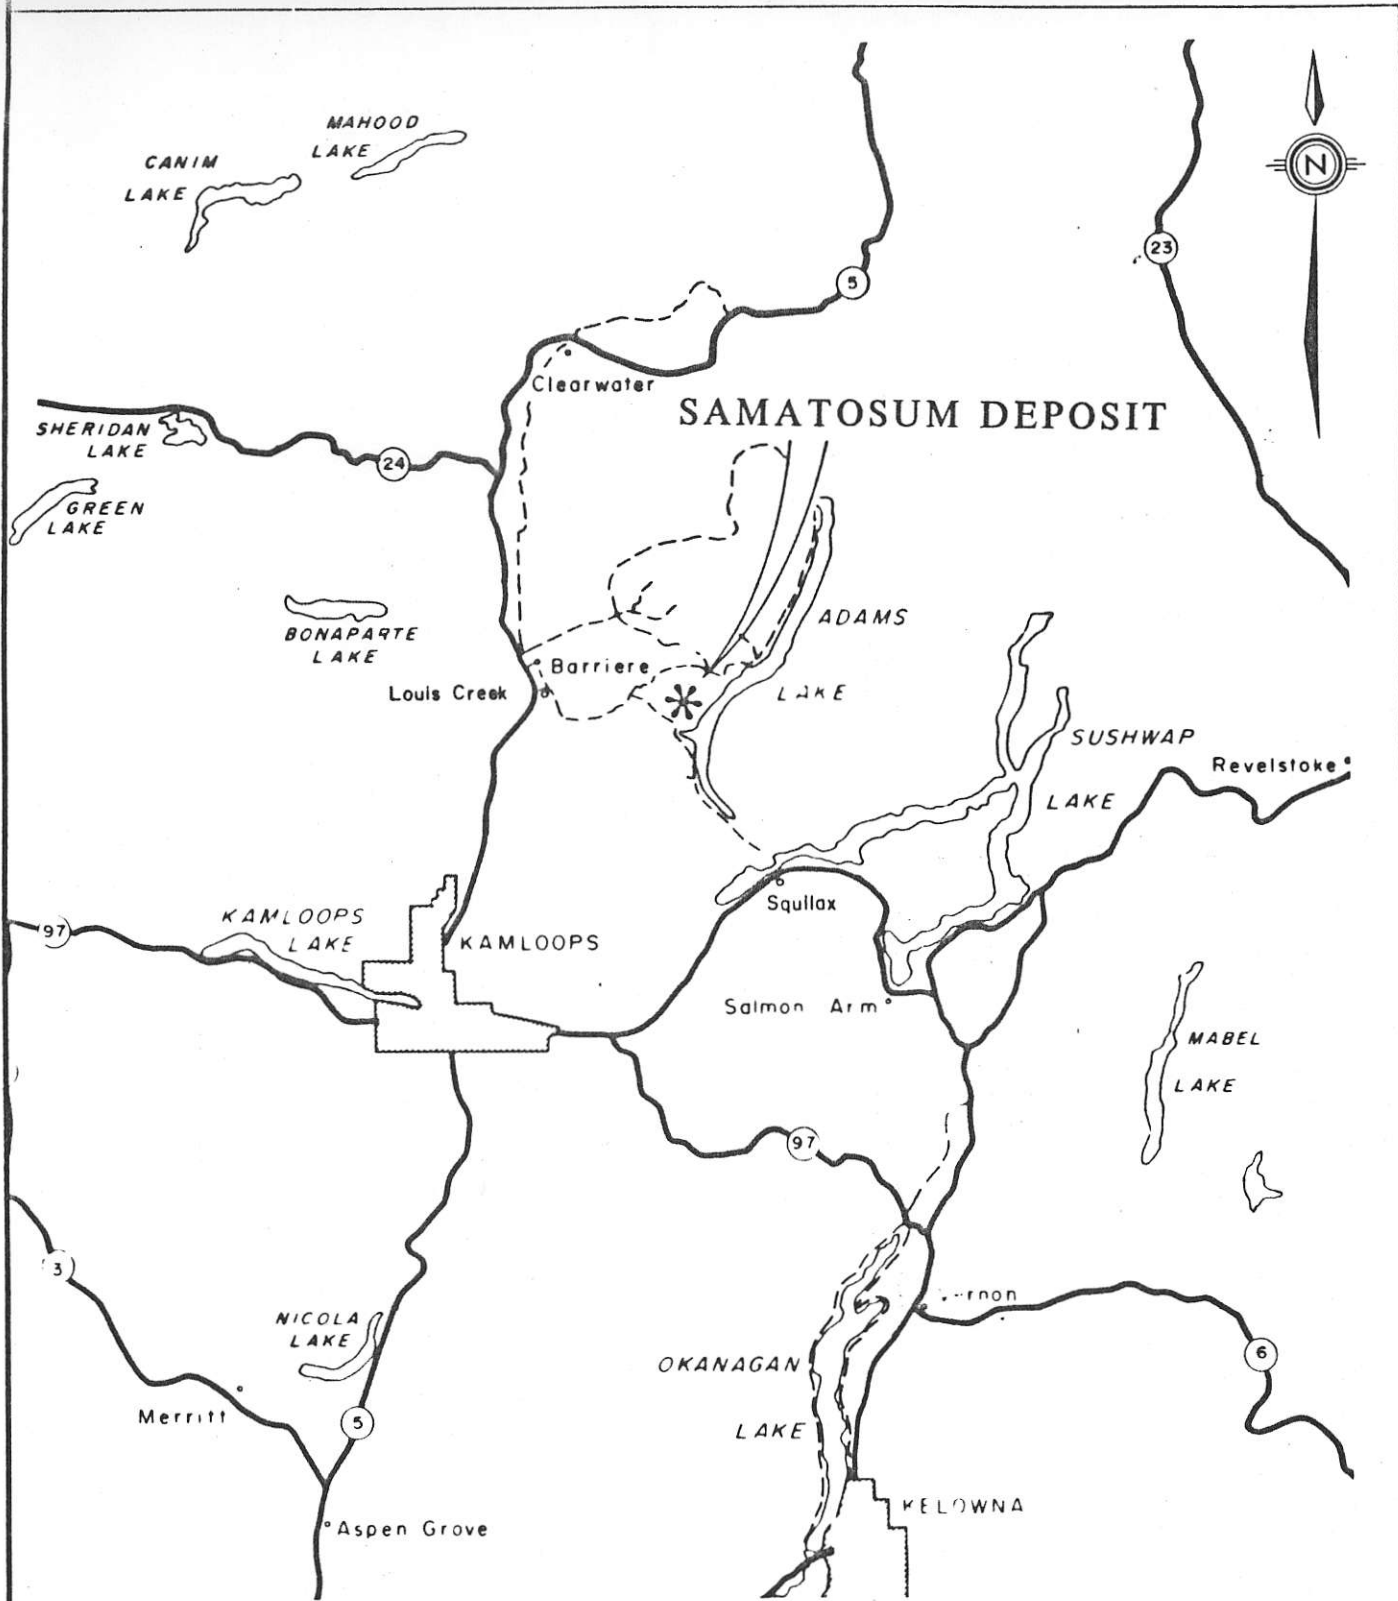 MAHOOD
LAKE
CANIM
LAKE
N
23
5
Clearwater
SAMATOSUM DEPOSIT
SHERIDAN
LAKE
24
GREEN
LAKE
ADAMS
LAKE
BONAPARTE
LAKE
Barriere
Louis Creek
SUSHWAP
LAKE
Revelstoke
Squilax
KAMLOOPS
LAKE
97
KAMLOOPS
Salmon Arm
MABEL
LAKE
97
3
NICOLA
LAKE
6
OKANAGAN
LAKE
Merritt
5
KELOWNA
Aspen Grove